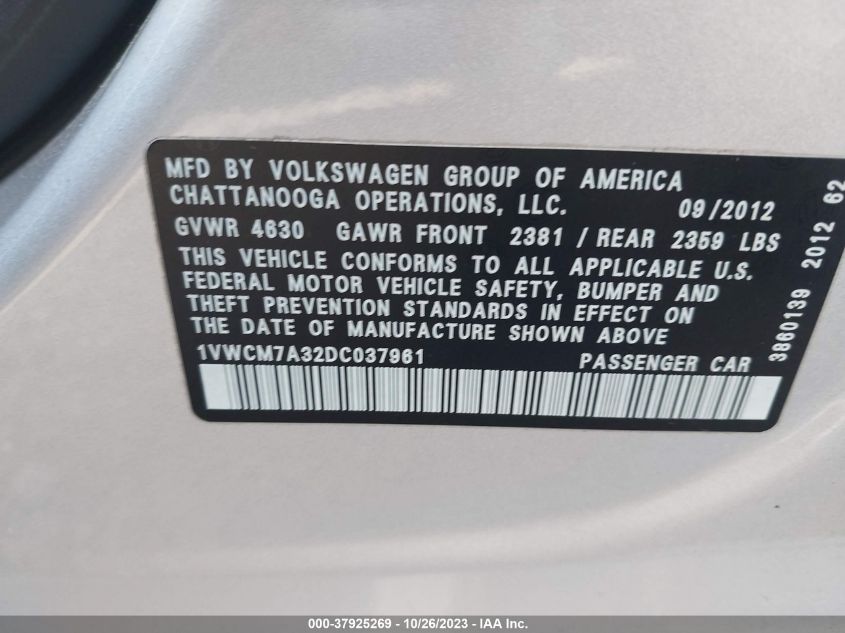 MFD BY VOLKSWAGEN GROUP OF AMERICA
CHATTANOOGA OPERATIONS, LLC. 09/2012
GVWR 4630 GAWR FRONT 2381 / REAR 2359 LBS
THIS VEHICLE CONFORMS TO ALL APPLICABLE U.S.
FEDERAL MOTOR VEHICLE SAFETY, BUMPER AND
THEFT PREVENTION STANDARDS IN EFFECT ON
THE DATE OF MANUFACTURE SHOWN ABOVE
1VWCM7A32DC037961 PASSENGER CAR
3860139 2012 62
000-37925269 - 10/26/2023 - IAA Inc.